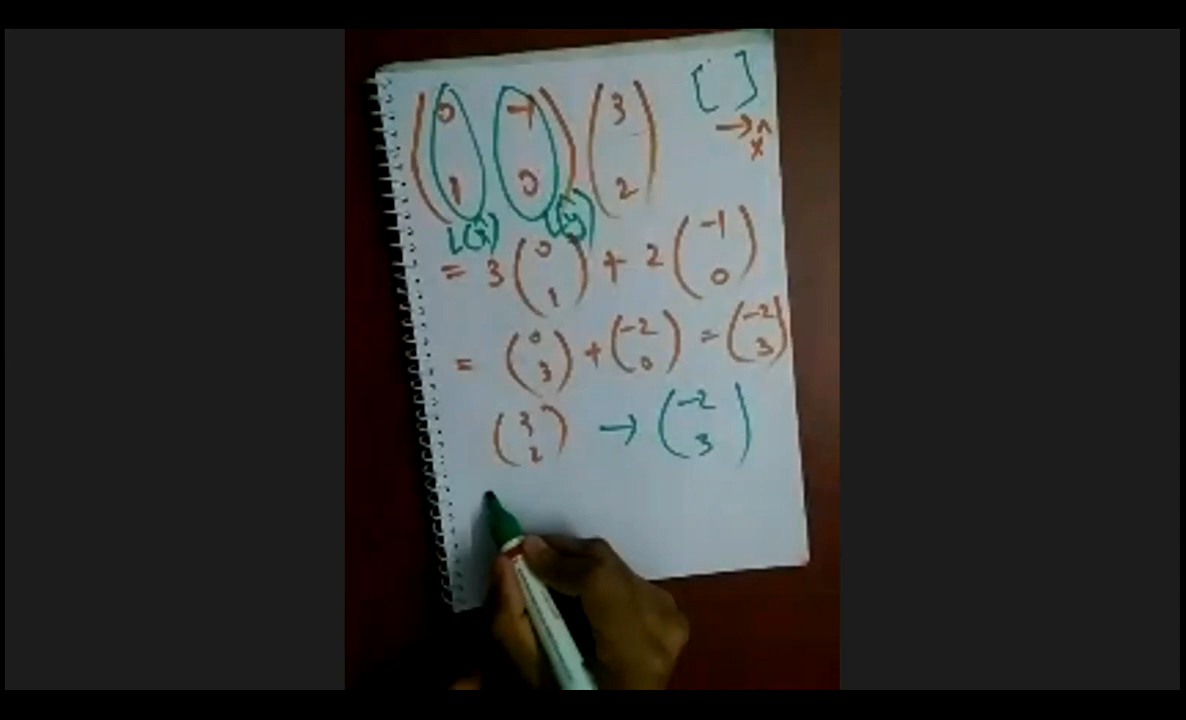 ( 0 -1 ) ( 3 ) [ ]
( 1 0 ) ( 2 ) → x̂
L(x̂) L(ŷ)
= 3 ( 0 ) + 2 ( -1 )
( 1 ) ( 0 )
= ( 0 ) + ( -2 ) = ( -2 )
( 3 ) ( 0 ) ( 3 )
( 3 ) → ( -2 )
( 2 ) ( 3 )